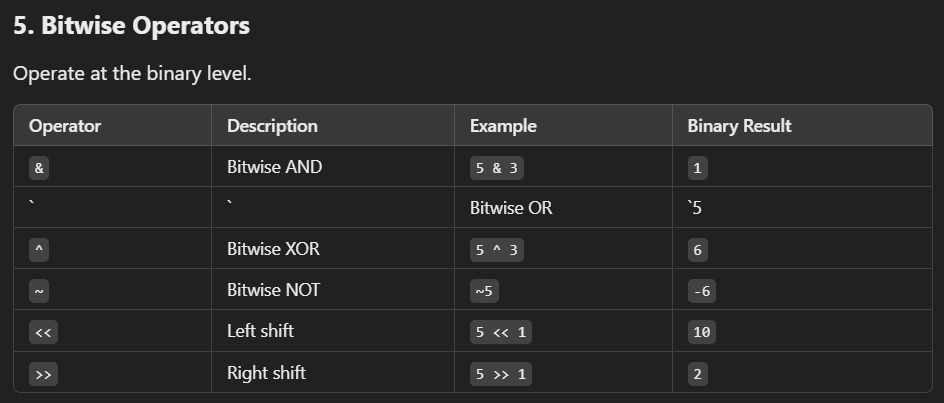 5. Bitwise Operators
Operate at the binary level.
Operator Description Example Binary Result
& Bitwise AND 5 & 3 1
` ` Bitwise OR `5
^ Bitwise XOR 5 ^ 3 6
~ Bitwise NOT ~5 -6
<< Left shift 5 << 1 10
>> Right shift 5 >> 1 2